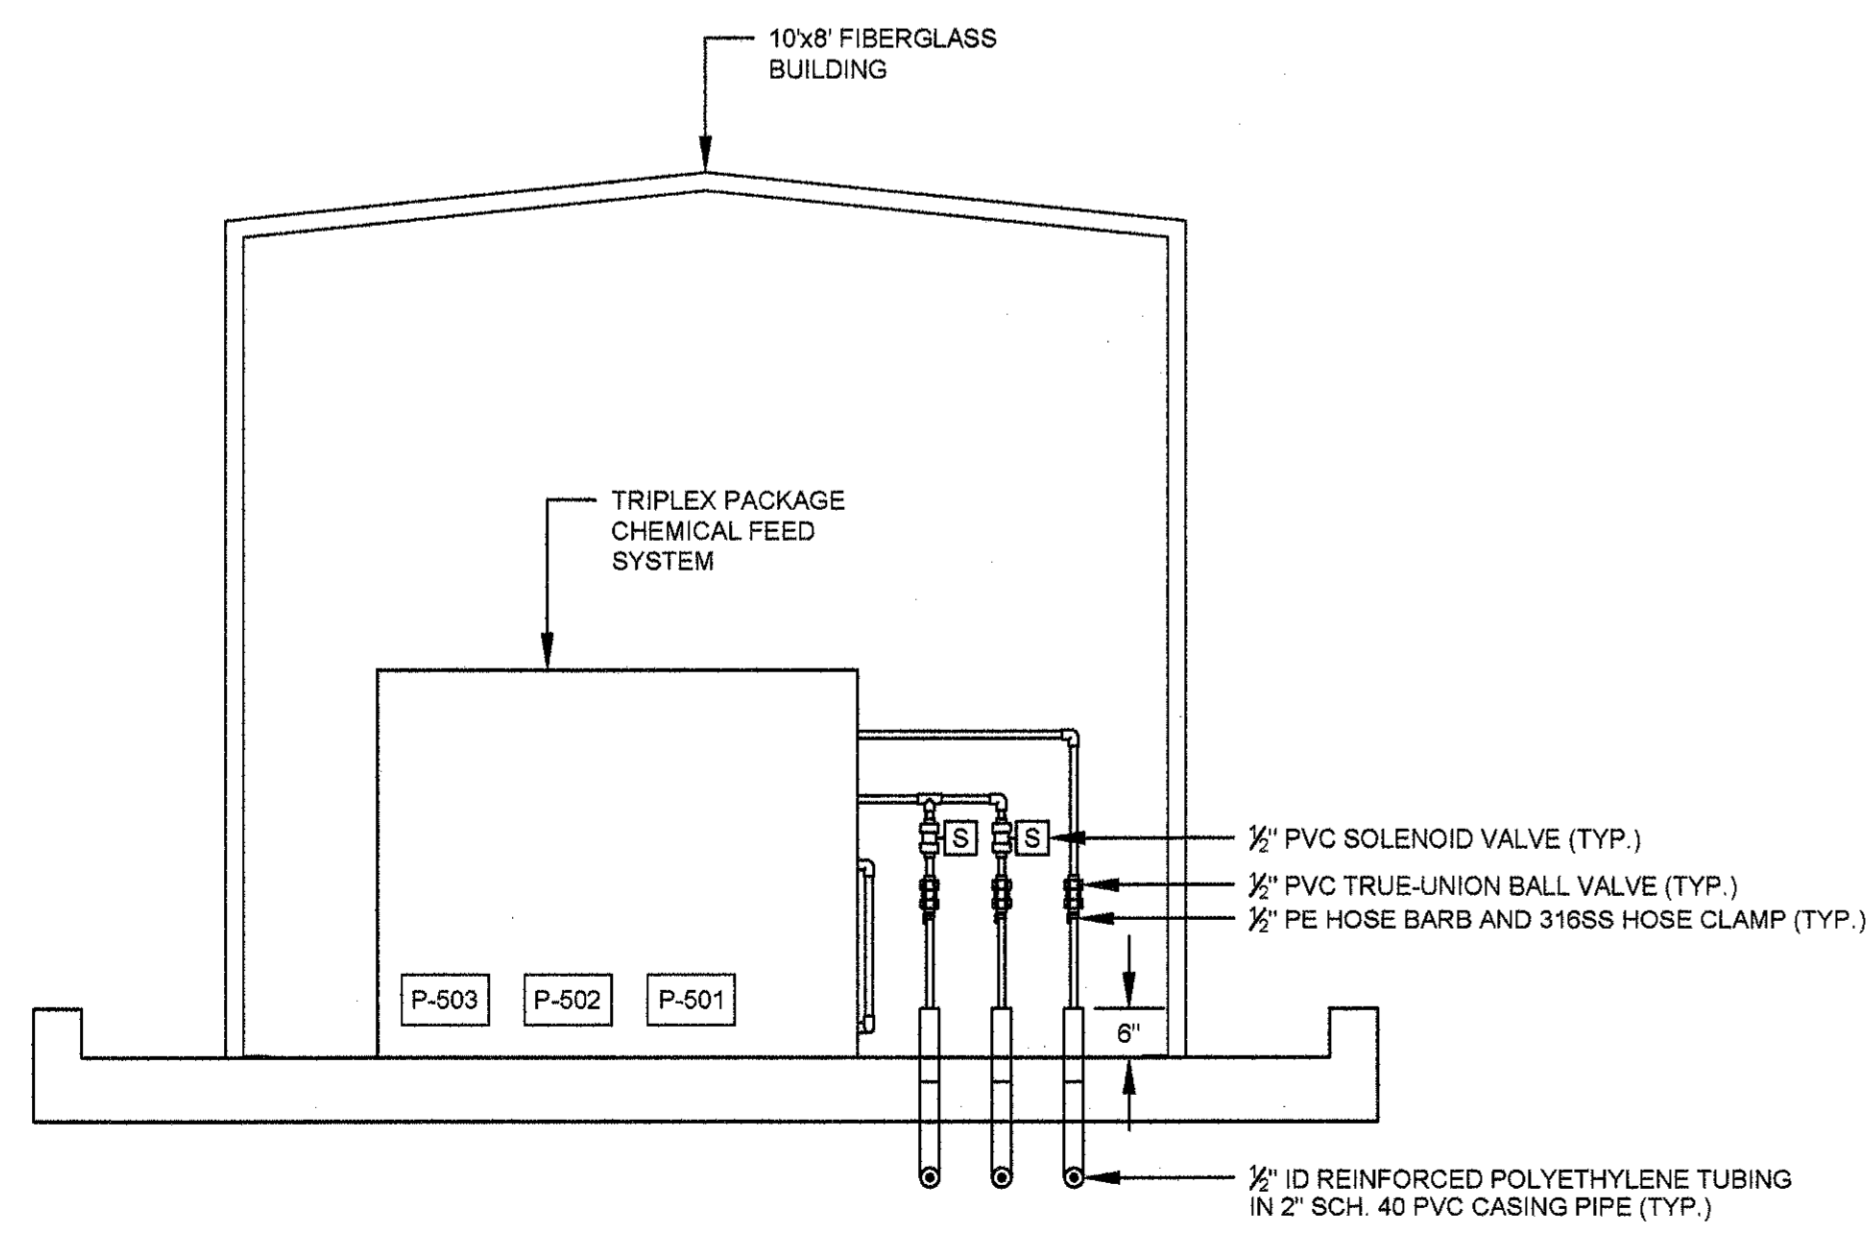 10'x8' FIBERGLASS
BUILDING
TRIPLEX PACKAGE
CHEMICAL FEED
SYSTEM
S
S
½" PVC SOLENOID VALVE (TYP.)
½" PVC TRUE-UNION BALL VALVE (TYP.)
½" PE HOSE BARB AND 316SS HOSE CLAMP (TYP.)
P-503
P-502
P-501
6"
½" ID REINFORCED POLYETHYLENE TUBING
IN 2" SCH. 40 PVC CASING PIPE (TYP.)